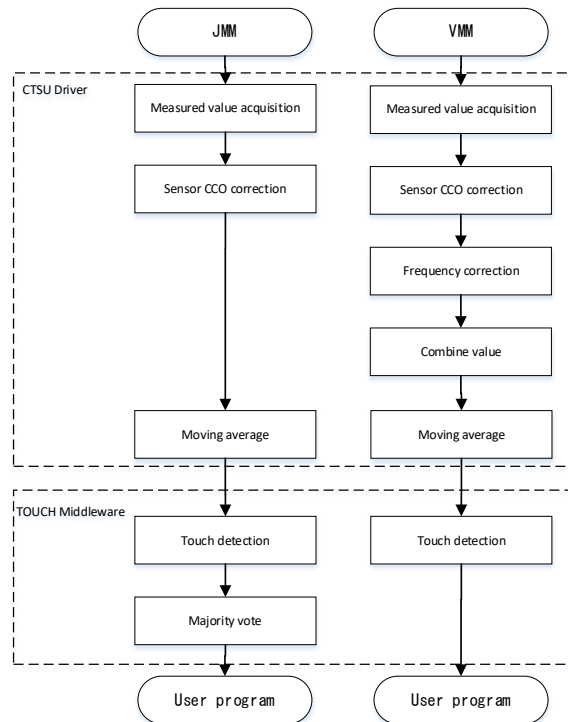 JMM
VMM
CTSU Driver
Measured value acquisition
Measured value acquisition
Sensor CCO correction
Sensor CCO correction
Frequency correction
Combine value
Moving average
Moving average
TOUCH Middleware
Touch detection
Touch detection
Majority vote
User program
User program